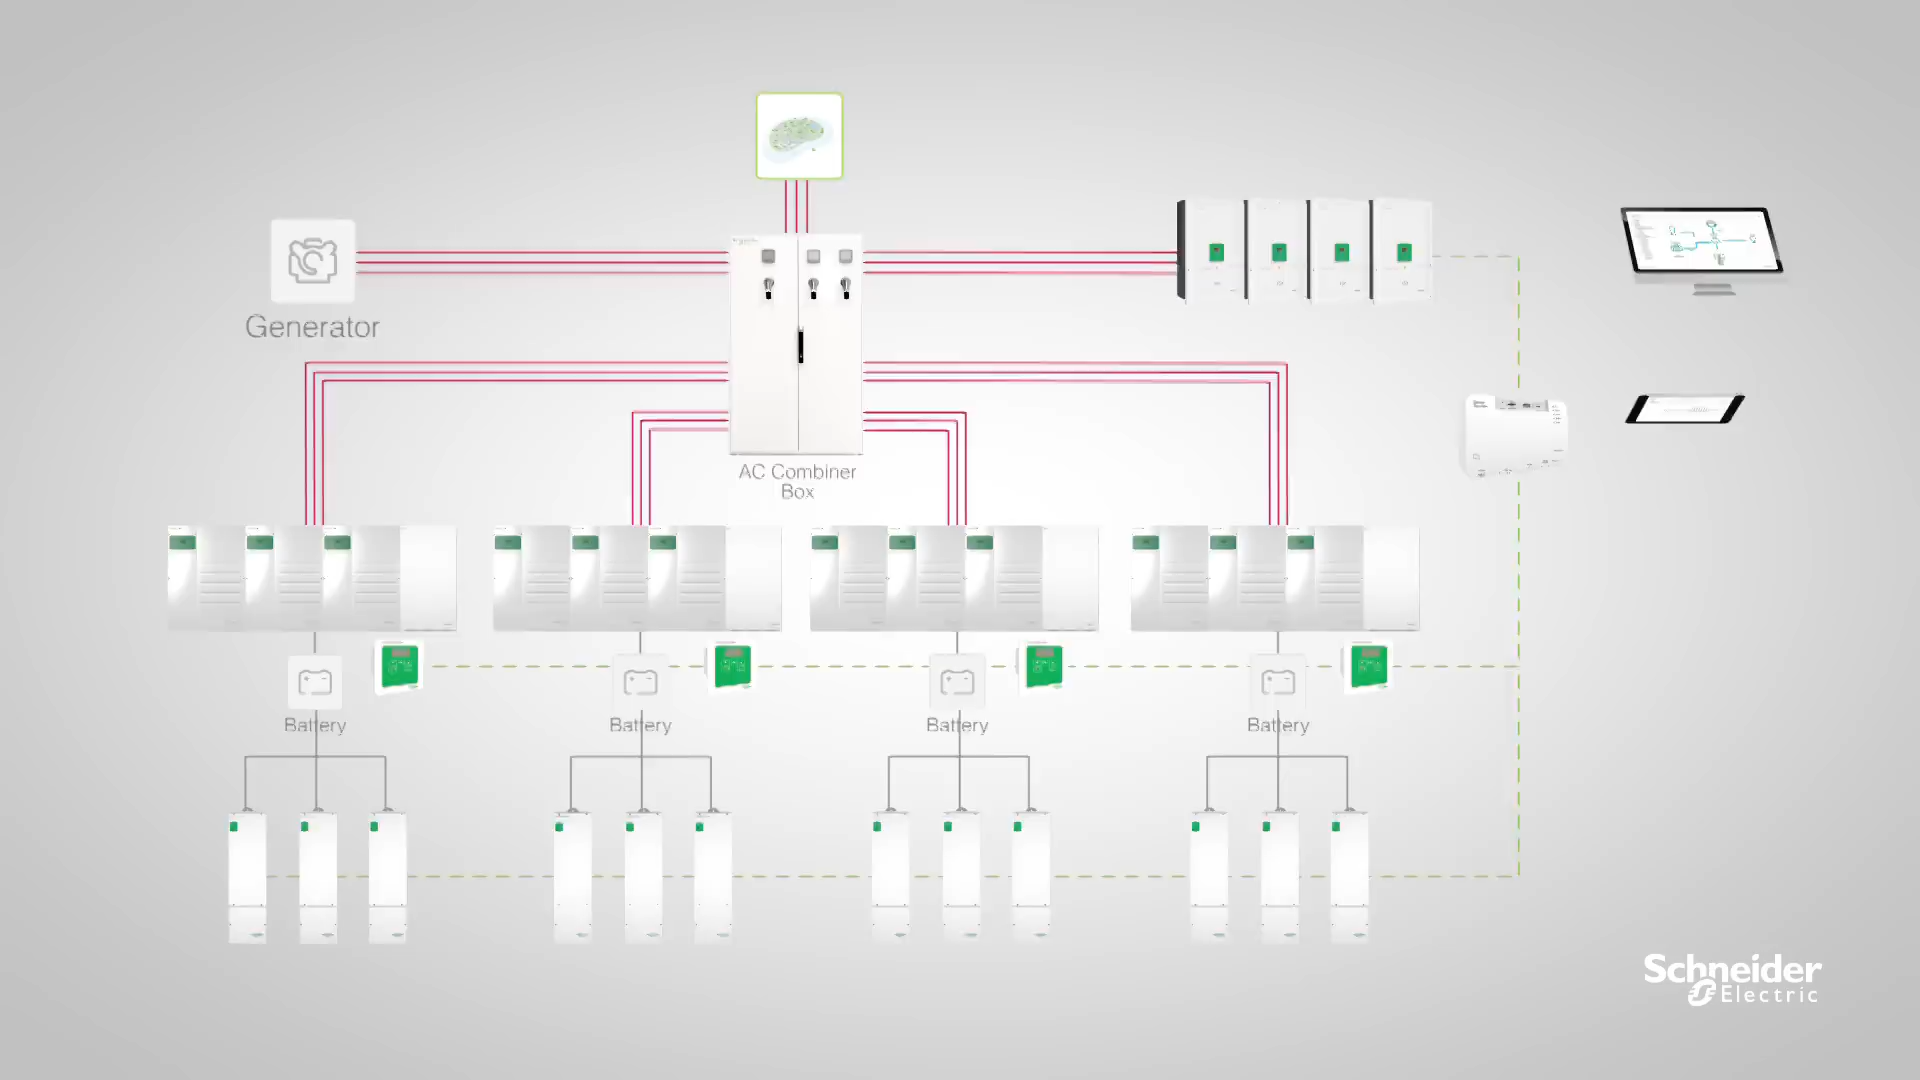 Generator
AC Combiner
Box
Battery
Battery
Battery
Battery
Schneider
Electric